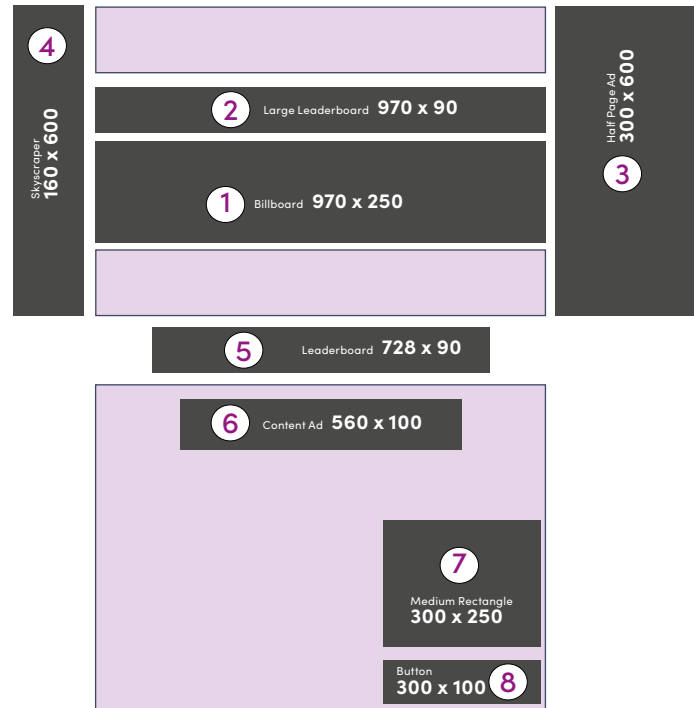 4
Skyscraper
160 x 600
2 Large Leaderboard 970 x 90
1 Billboard 970 x 250
Half Page Ad
300 x 600
3
5 Leaderboard 728 x 90
6 Content Ad 560 x 100
7
Medium Rectangle
300 x 250
Button
300 x 100 8